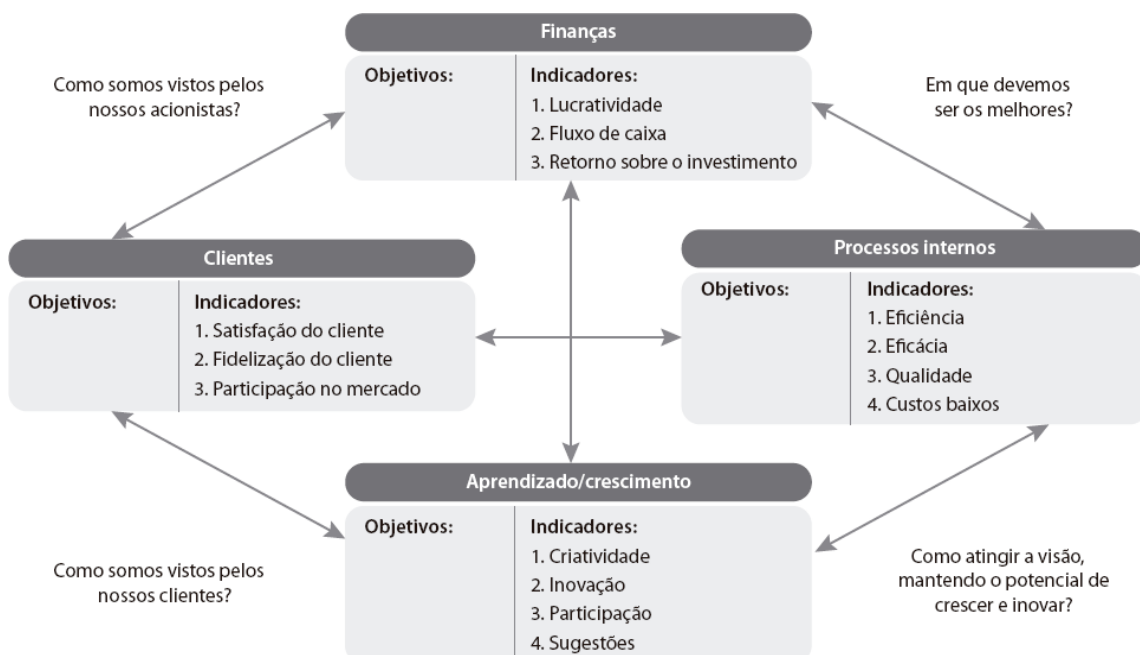 Finanças
Objetivos:
Indicadores:
1. Lucratividade
2. Fluxo de caixa
3. Retorno sobre o investimento
Como somos vistos pelos
nossos acionistas?
Em que devemos
ser os melhores?
Clientes
Objetivos:
Indicadores:
1. Satisfação do cliente
2. Fidelização do cliente
3. Participação no mercado
Processos internos
Objetivos:
Indicadores:
1. Eficiência
2. Eficácia
3. Qualidade
4. Custos baixos
Aprendizado/crescimento
Objetivos:
Indicadores:
1. Criatividade
2. Inovação
3. Participação
4. Sugestões
Como somos vistos pelos
nossos clientes?
Como atingir a visão,
mantendo o potencial de
crescer e inovar?